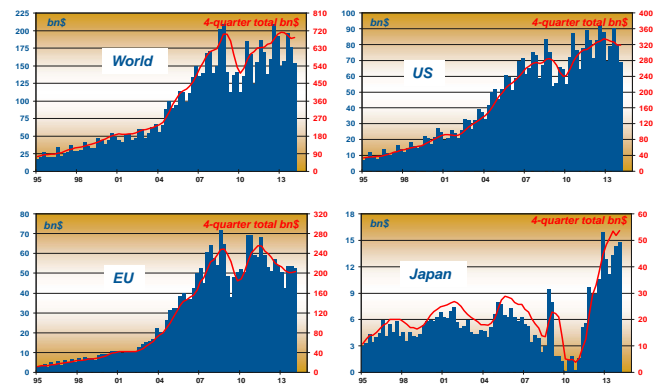 bn$ 4-quarter total bn$
World
225 200 175 150 125 100 75 50 25 0
810 720 630 540 450 360 270 180 90 0
95 98 01 04 07 10 13
bn$ 4-quarter total bn$
US
100 90 80 70 60 50 40 30 20 10 0
400 360 320 280 240 200 160 120 80 40 0
95 98 01 04 07 10 13
bn$ 4-quarter total bn$
EU
80 70 60 50 40 30 20 10 0
320 280 240 200 160 120 80 40 0
95 98 01 04 07 10 13
bn$ 4-quarter total bn$
Japan
18 15 12 9 6 3 0
60 50 40 30 20 10 0
95 98 01 04 07 10 13